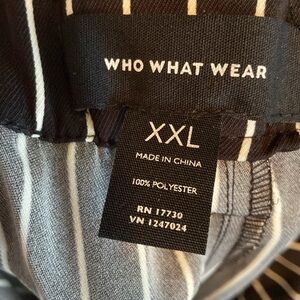 WHO WHAT WEAR
XXL
MADE IN CHINA
100% POLYESTER
RN 17730
VN 1247024